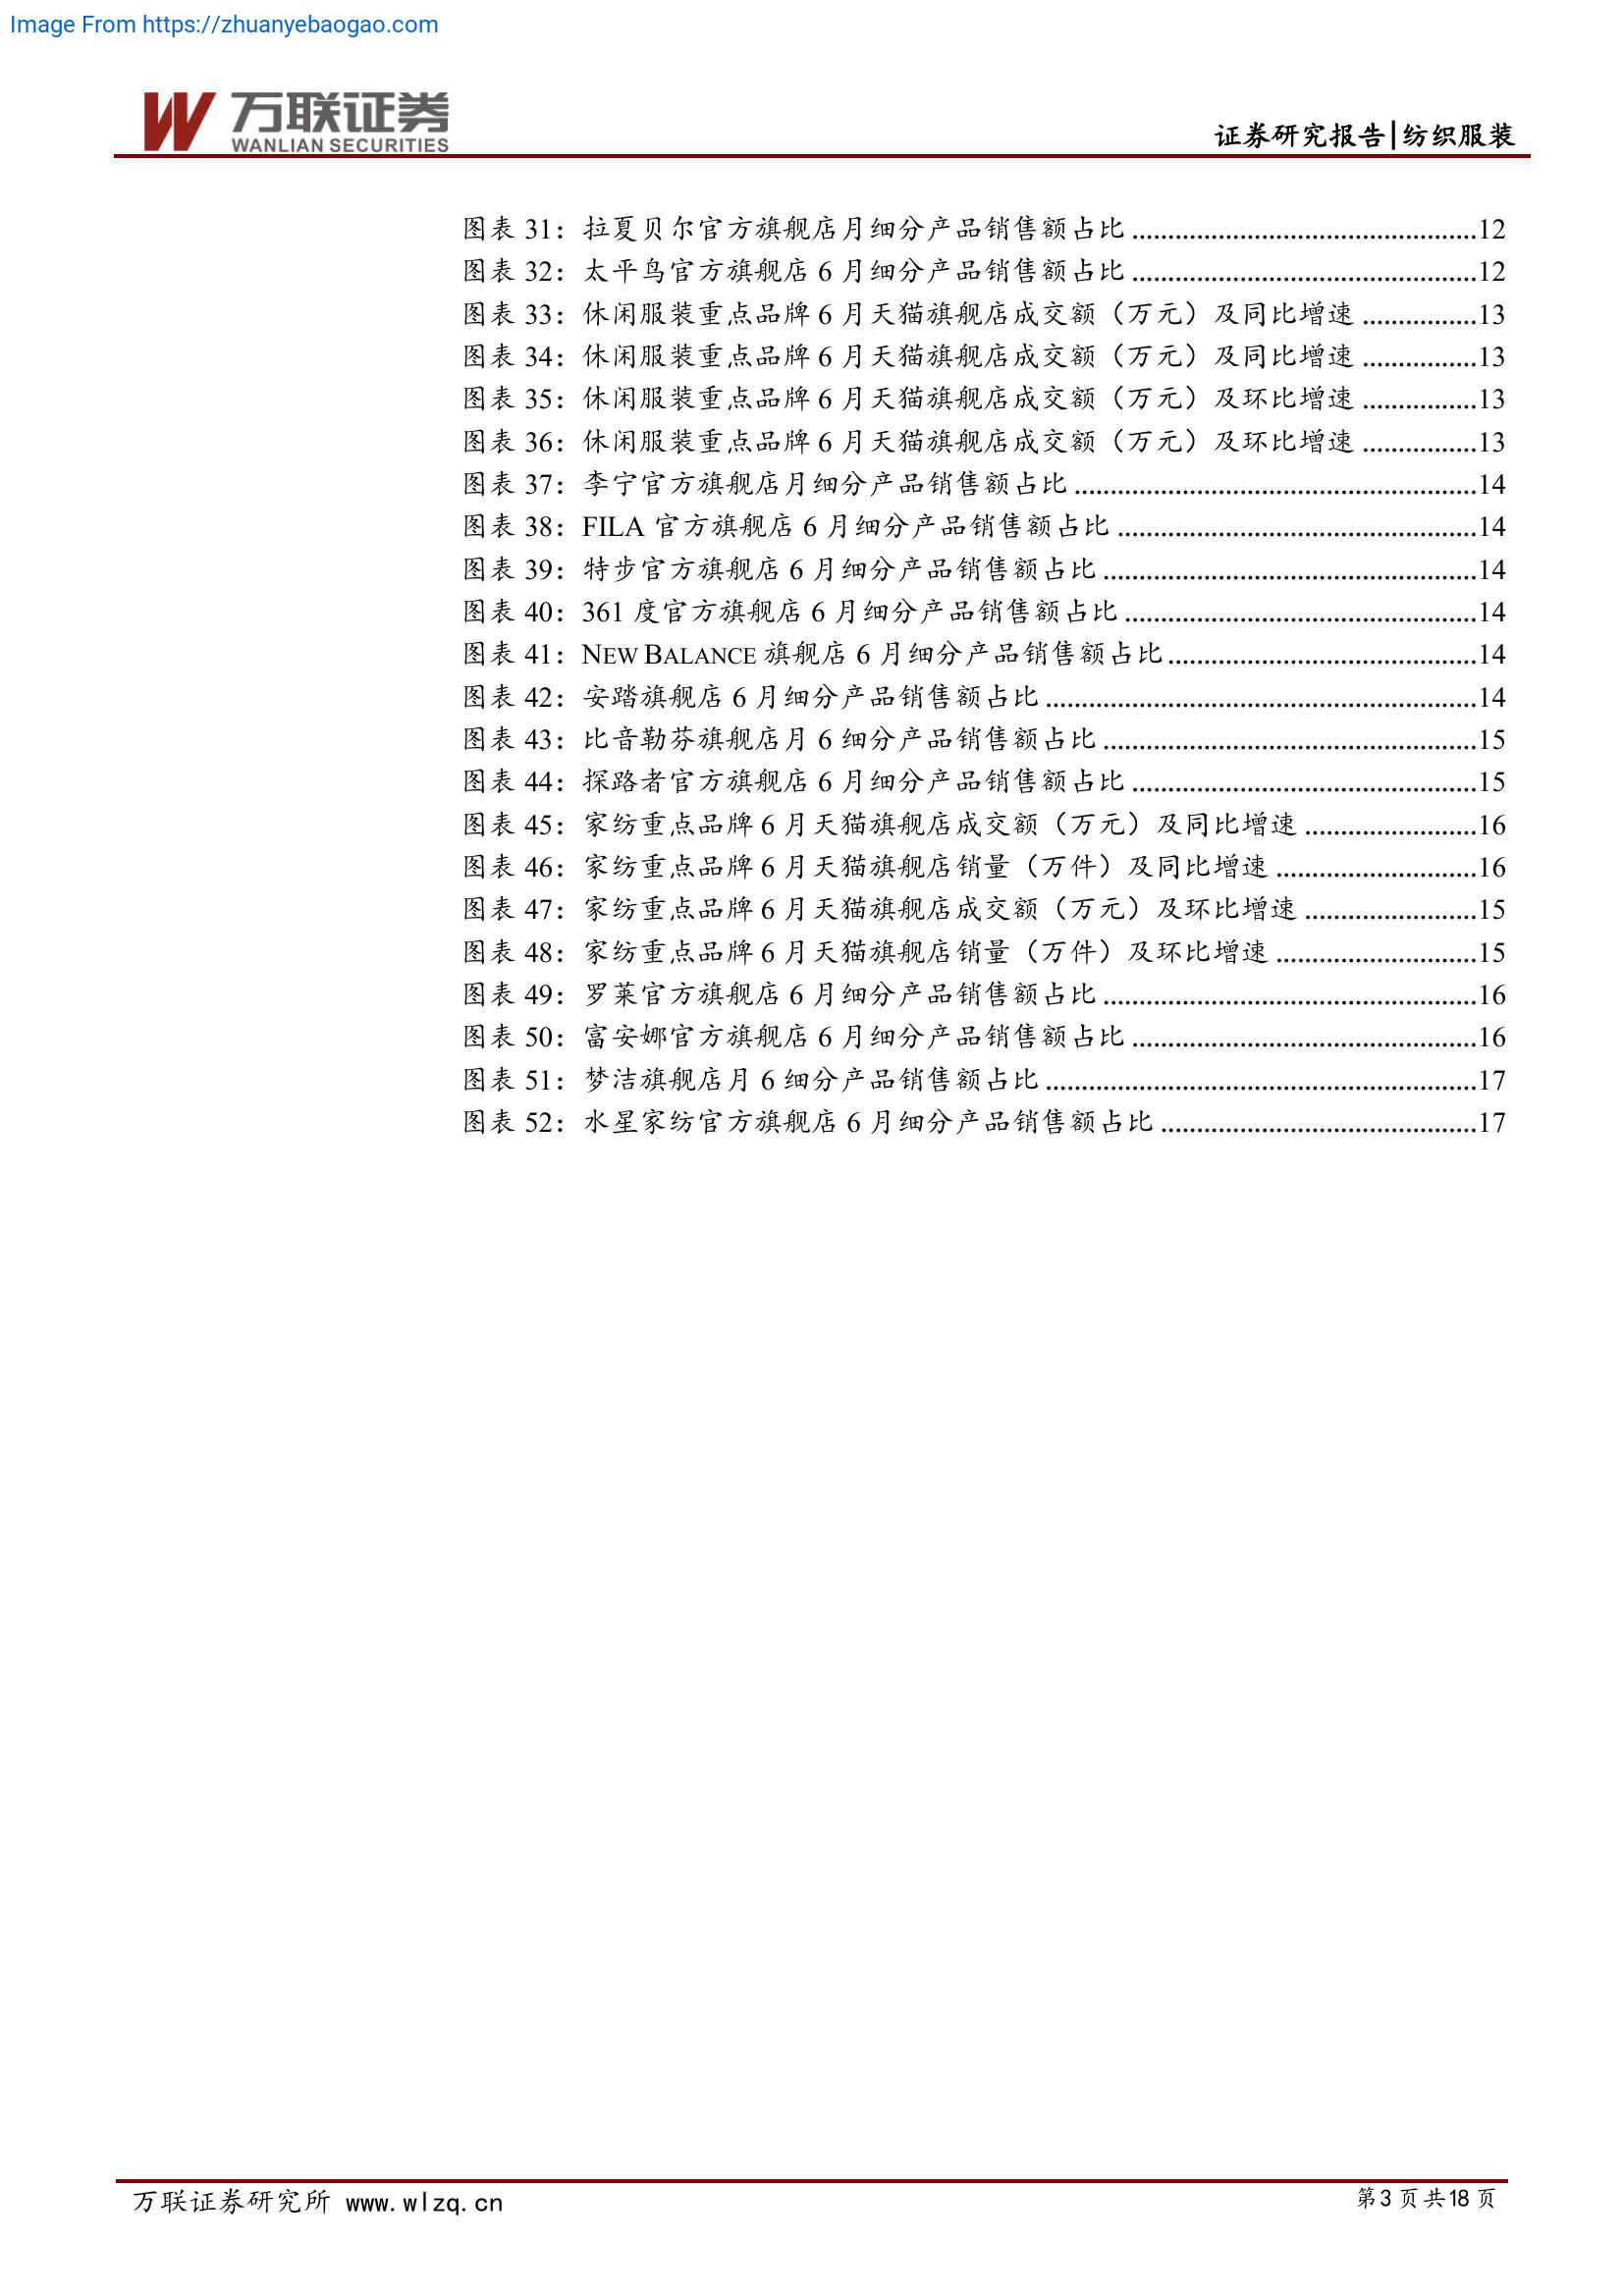 Image From https://zhuanyebaogao.com
万联证券
WANLIAN SECURITIES
证券研究报告|纺织服装
图表 31：拉夏贝尔官方旗舰店月细分产品销售额占比................................................12
图表 32：太平鸟官方旗舰店 6 月细分产品销售额占比................................................12
图表 33：休闲服装重点品牌 6 月天猫旗舰店成交额（万元）及同比增速................13
图表 34：休闲服装重点品牌 6 月天猫旗舰店成交额（万元）及同比增速................13
图表 35：休闲服装重点品牌 6 月天猫旗舰店成交额（万元）及环比增速................13
图表 36：休闲服装重点品牌 6 月天猫旗舰店成交额（万元）及环比增速................13
图表 37：李宁官方旗舰店月细分产品销售额占比........................................................14
图表 38：FILA 官方旗舰店 6 月细分产品销售额占比..................................................14
图表 39：特步官方旗舰店 6 月细分产品销售额占比....................................................14
图表 40：361 度官方旗舰店 6 月细分产品销售额占比.................................................14
图表 41：NEW BALANCE 旗舰店 6 月细分产品销售额占比...........................................14
图表 42：安踏旗舰店 6 月细分产品销售额占比............................................................14
图表 43：比音勒芬旗舰店月 6 细分产品销售额占比....................................................15
图表 44：探路者官方旗舰店 6 月细分产品销售额占比................................................15
图表 45：家纺重点品牌 6 月天猫旗舰店成交额（万元）及同比增速........................16
图表 46：家纺重点品牌 6 月天猫旗舰店销量（万件）及同比增速............................16
图表 47：家纺重点品牌 6 月天猫旗舰店成交额（万元）及环比增速........................15
图表 48：家纺重点品牌 6 月天猫旗舰店销量（万件）及环比增速............................15
图表 49：罗莱官方旗舰店 6 月细分产品销售额占比....................................................16
图表 50：富安娜官方旗舰店 6 月细分产品销售额占比................................................16
图表 51：梦洁旗舰店月 6 细分产品销售额占比............................................................17
图表 52：水星家纺官方旗舰店 6 月细分产品销售额占比............................................17
万联证券研究所 www.wlzq.cn
第 3 页 共 18 页